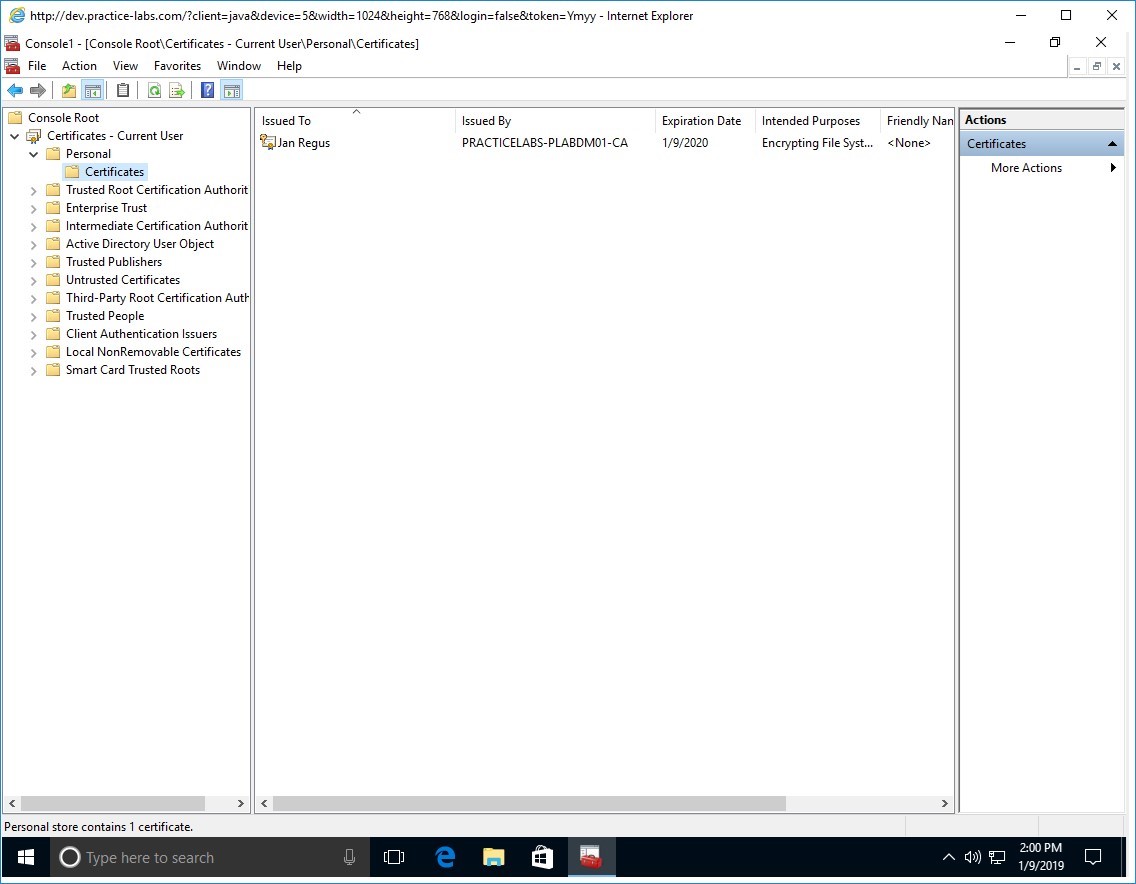 http://dev.practice-labs.com/?client=java&device=5&width=1024&height=768&login=false&token=Ymyy - Internet Explorer
Console1 - [Console Root\Certificates - Current User\Personal\Certificates]
File Action View Favorites Window Help
Console Root
Certificates - Current User
Personal
Certificates
Trusted Root Certification Authorit
Enterprise Trust
Intermediate Certification Authorit
Active Directory User Object
Trusted Publishers
Untrusted Certificates
Third-Party Root Certification Auth
Trusted People
Client Authentication Issuers
Local NonRemovable Certificates
Smart Card Trusted Roots
Issued To Issued By Expiration Date Intended Purposes Friendly Nan
Jan Regus PRACTICELABS-PLABDM01-CA 1/9/2020 Encrypting File Syst... <None>
Actions
Certificates
More Actions
Personal store contains 1 certificate.
Type here to search
2:00 PM
1/9/2019